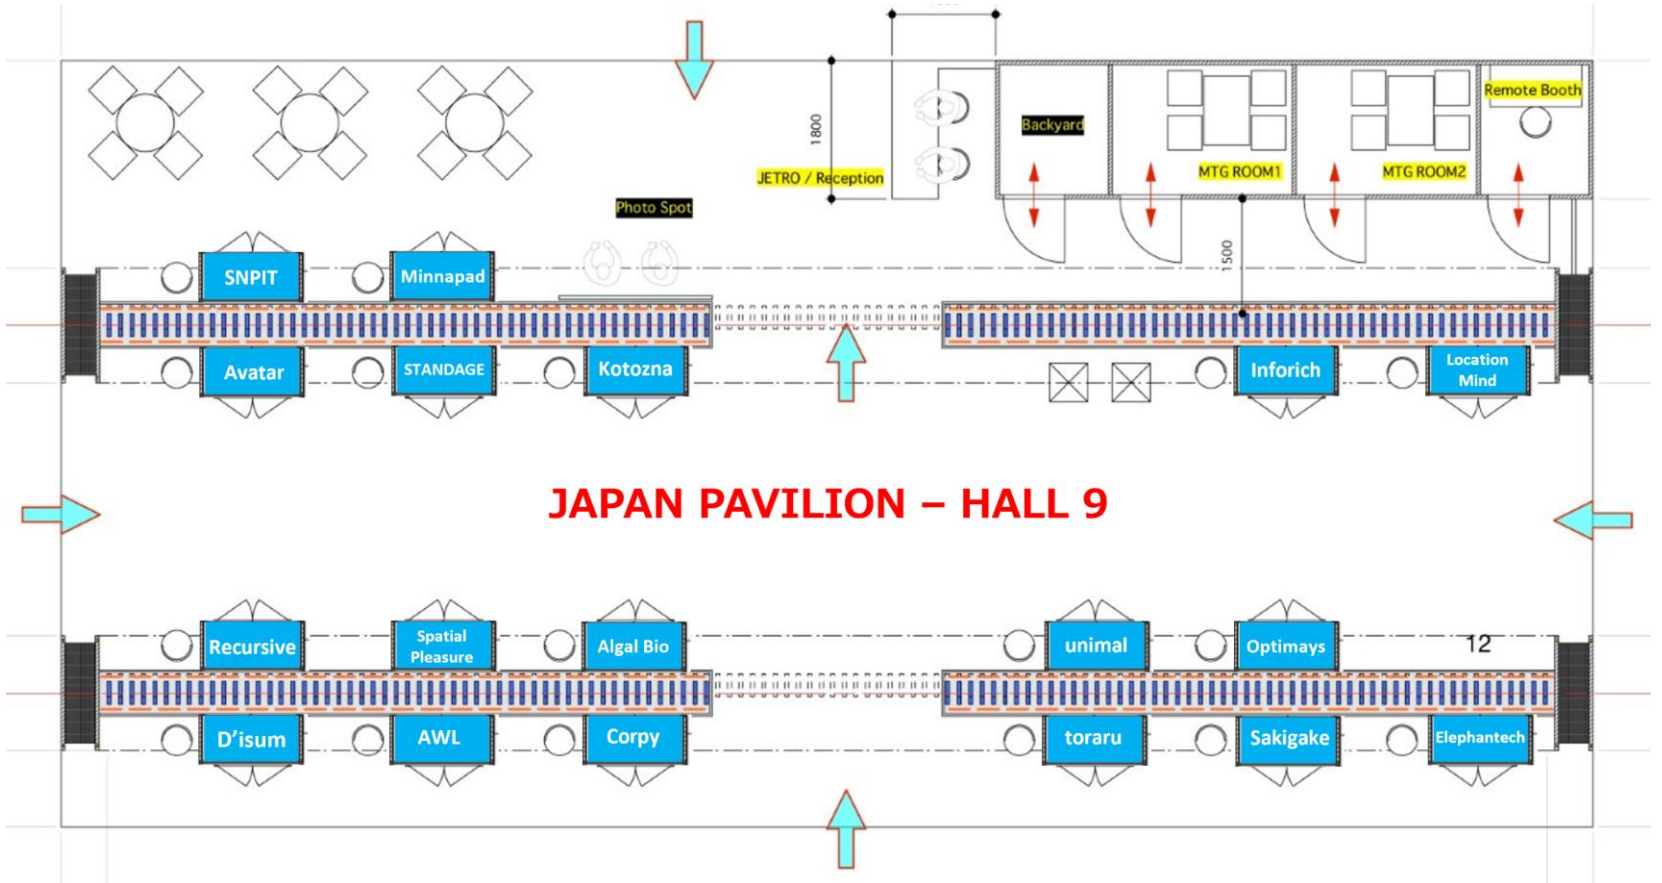 1800
Remote Booth
Backyard
MTG ROOM1
MTG ROOM2
JETRO / Reception
Photo Spot
1500
SNPIT
Minnapad
Avatar
STANDAGE
Kotozna
Inforich
Location
Mind
JAPAN PAVILION – HALL 9
Recursive
Spatial
Pleasure
Algal Bio
unimal
Optimays
12
D’isum
AWL
Corpy
toraru
Sakigake
Elephantech